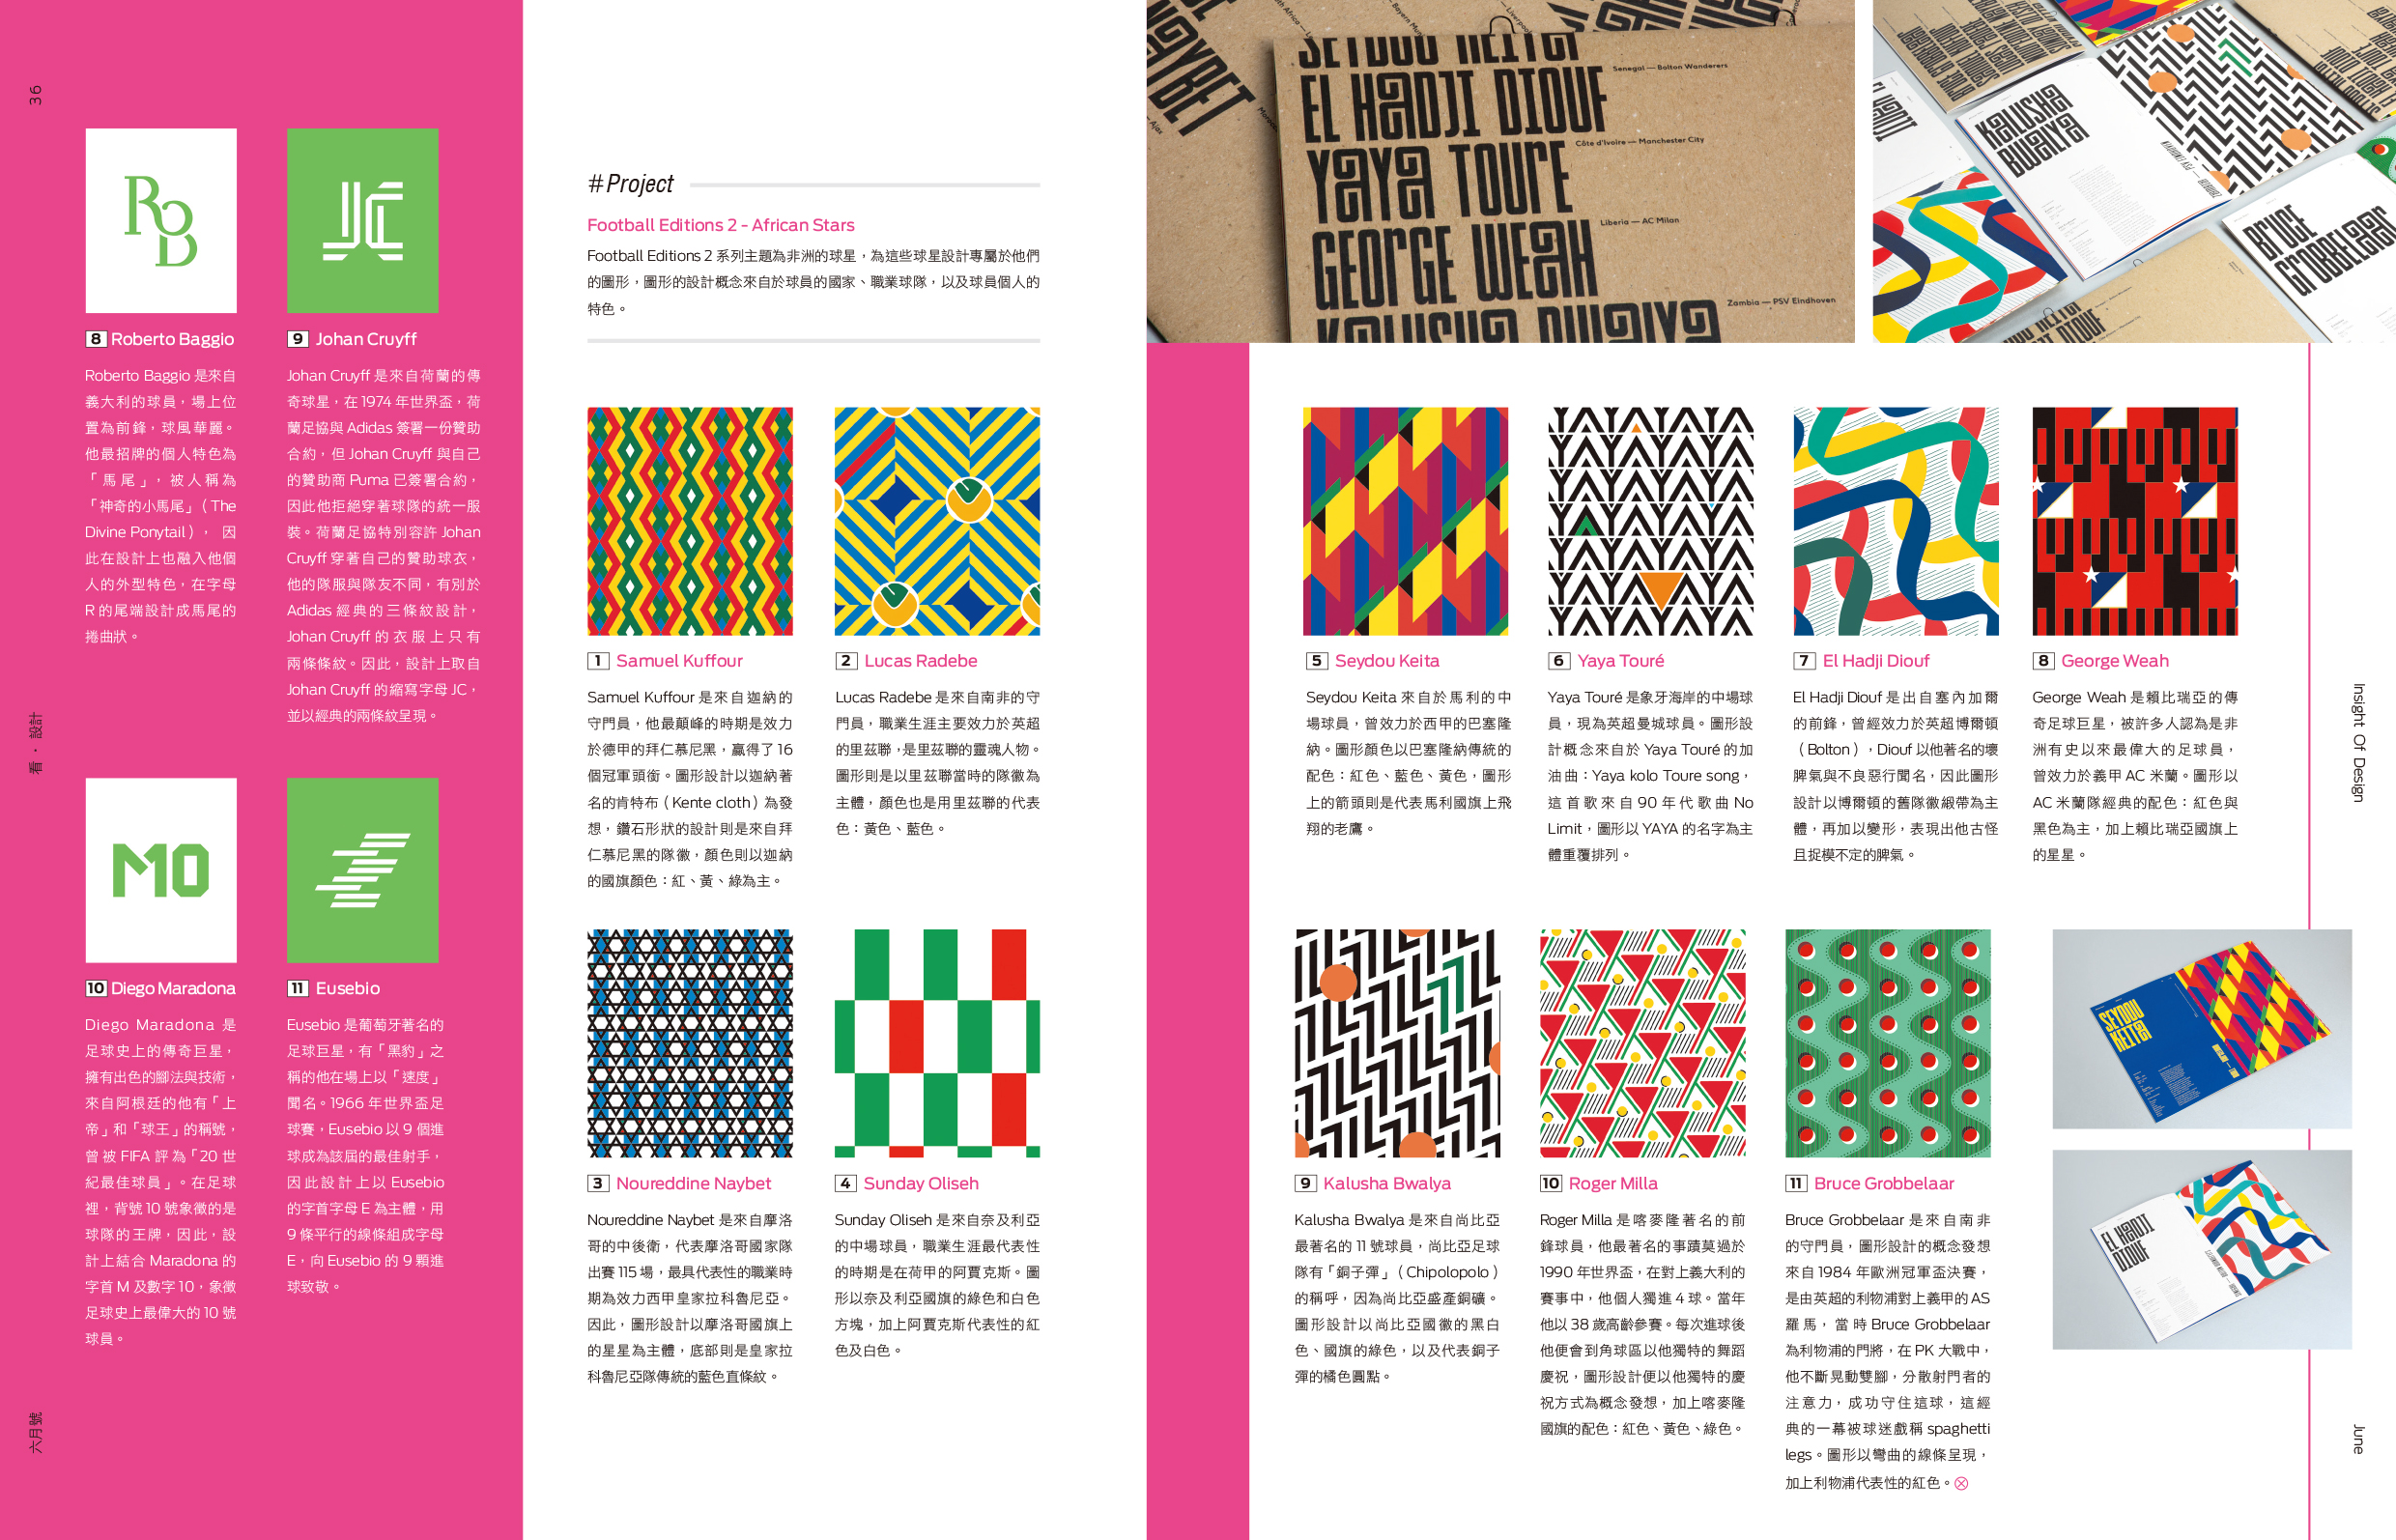 36
看・設計
六月號
8 Roberto Baggio
Roberto Baggio 是來自
義大利的球員，場上位
置為前鋒，球風華麗。
他最招牌的個人特色為
「馬尾」，被人稱為
「神奇的小馬尾」（The
Divine Ponytail）， 因
此在設計上也融入他個
人的外型特色，在字母
R 的尾端設計成馬尾的
捲曲狀。
9 Johan Cruyff
Johan Cruyff 是來自荷蘭的傳
奇球星，在 1974 年世界盃，荷
蘭足協與 Adidas 簽署一份贊助
合約，但 Johan Cruyff 與自己
的贊助商 Puma 已簽署合約，
因此他拒絕穿著球隊的統一服
裝。荷蘭足協特別容許 Johan
Cruyff 穿著自己的贊助球衣，
他的隊服與隊友不同，有別於
Adidas 經典的三條紋設計，
Johan Cruyff 的衣服上只有
兩條條紋。因此，設計上取自
Johan Cruyff 的縮寫字母 JC，
並以經典的兩條紋呈現。
MO
10 Diego Maradona
Diego Maradona 是
足球史上的傳奇巨星，
擁有出色的腳法與技術，
來自阿根廷的他有「上
帝」和「球王」的稱號，
曾被 FIFA 評為「20 世
紀最佳球員」。在足球
裡，背號 10 號象徵的是
球隊的王牌，因此，設
計上結合 Maradona 的
字首 M 及數字 10，象徵
足球史上最偉大的 10 號
球員。
11 Eusebio
Eusebio 是葡萄牙著名的
足球巨星，有「黑豹」之
稱的他在場上以「速度」
聞名。1966 年世界盃足
球賽，Eusebio 以 9 個進
球成為該屆的最佳射手，
因此設計上以 Eusebio
的字首字母 E 為主體，用
9 條平行的線條組成字母
E，向 Eusebio 的 9 顆進
球致敬。
#Project
Football Editions 2 - African Stars
Football Editions 2 系列主題為非洲的球星，為這些球星設計專屬於他們
的圖形，圖形的設計概念來自於球員的國家、職業球隊，以及球員個人的
特色。
1 Samuel Kuffour
Samuel Kuffour 是來自迦納的
守門員，他最顛峰的時期是效力
於德甲的拜仁慕尼黑，贏得了 16
個冠軍頭銜。圖形設計以迦納著
名的肯特布（Kente cloth）為發
想，鑽石形狀的設計則是來自拜
仁慕尼黑的隊徽，顏色則以迦納
的國旗顏色：紅、黃、綠為主。
2 Lucas Radebe
Lucas Radebe 是來自南非的守
門員，職業生涯主要效力於英超
的里茲聯，是里茲聯的靈魂人物。
圖形則是以里茲聯當時的隊徽為
主體，顏色也是用里茲聯的代表
色：黃色、藍色。
3 Noureddine Naybet
Noureddine Naybet 是來自摩洛
哥的中後衛，代表摩洛哥國家隊
出賽 115 場，最具代表性的職業時
期為效力西甲皇家拉科魯尼亞。
因此，圖形設計以摩洛哥國旗上
的星星為主體，底部則是皇家拉
科魯尼亞隊傳統的藍色直條紋。
4 Sunday Oliseh
Sunday Oliseh 是來自奈及利亞
的中場球員，職業生涯最代表性
的時期是在荷甲的阿賈克斯。圖
形以奈及利亞國旗的綠色和白色
方塊，加上阿賈克斯代表性的紅
色及白色。
SEYDOU KEITA
EL HADJI DIOUF
Senegal — Bolton Wanderers
YAYA TOURE
Côte d'Ivoire — Manchester City
GEORGE WEAH
Liberia — AC Milan
KALUSHA BWALYA
Zambia — PSV Eindhoven
KALUSHA BWALYA
BRUCE GROBBELAAR
5 Seydou Keita
Seydou Keita 來自於馬利的中
場球員，曾效力於西甲的巴塞隆
納。圖形顏色以巴塞隆納傳統的
配色：紅色、藍色、黃色，圖形
上的箭頭則是代表馬利國旗上飛
翔的老鷹。
6 Yaya Touré
Yaya Touré 是象牙海岸的中場球
員，現為英超曼城球員。圖形設
計概念來自於 Yaya Touré 的加
油曲：Yaya kolo Toure song，
這首歌來自 90 年代歌曲 No
Limit，圖形以 YAYA 的名字為主
體重覆排列。
7 El Hadji Diouf
El Hadji Diouf 是出自塞內加爾
的前鋒，曾經效力於英超博爾頓
（Bolton），Diouf 以他著名的壞
脾氣與不良惡行聞名，因此圖形
設計以博爾頓的舊隊徽緞帶為主
體，再加以變形，表現出他古怪
且捉模不定的脾氣。
8 George Weah
George Weah 是賴比瑞亞的傳
奇足球巨星，被許多人認為是非
洲有史以來最偉大的足球員，
曾效力於義甲 AC 米蘭。圖形以
AC 米蘭隊經典的配色：紅色與
黑色為主，加上賴比瑞亞國旗上
的星星。
9 Kalusha Bwalya
Kalusha Bwalya 是來自尚比亞
最著名的 11 號球員，尚比亞足球
隊有「銅子彈」（Chipolopolo）
的稱呼，因為尚比亞盛產銅礦。
圖形設計以尚比亞國徽的黑白
色、國旗的綠色，以及代表銅子
彈的橘色圓點。
10 Roger Milla
Roger Milla 是喀麥隆著名的前
鋒球員，他最著名的事蹟莫過於
1990 年世界盃，在對上義大利的
賽事中，他個人獨進 4 球。當年
他以 38 歲高齡參賽。每次進球後
他便會到角球區以他獨特的舞蹈
慶祝，圖形設計便以他獨特的慶
祝方式為概念發想，加上喀麥隆
國旗的配色：紅色、黃色、綠色。
11 Bruce Grobbelaar
Bruce Grobbelaar 是來自南非
的守門員，圖形設計的概念發想
來自 1984 年歐洲冠軍盃決賽，
是由英超的利物浦對上義甲的 AS
羅馬，當時 Bruce Grobbelaar
為利物浦的門將，在 PK 大戰中，
他不斷晃動雙腳，分散射門者的
注意力，成功守住這球，這經
典的一幕被球迷戲稱 spaghetti
legs。圖形以彎曲的線條呈現，
加上利物浦代表性的紅色。
SEYDOU KEITA
EL HADJI DIOUF
Insight Of Design
June